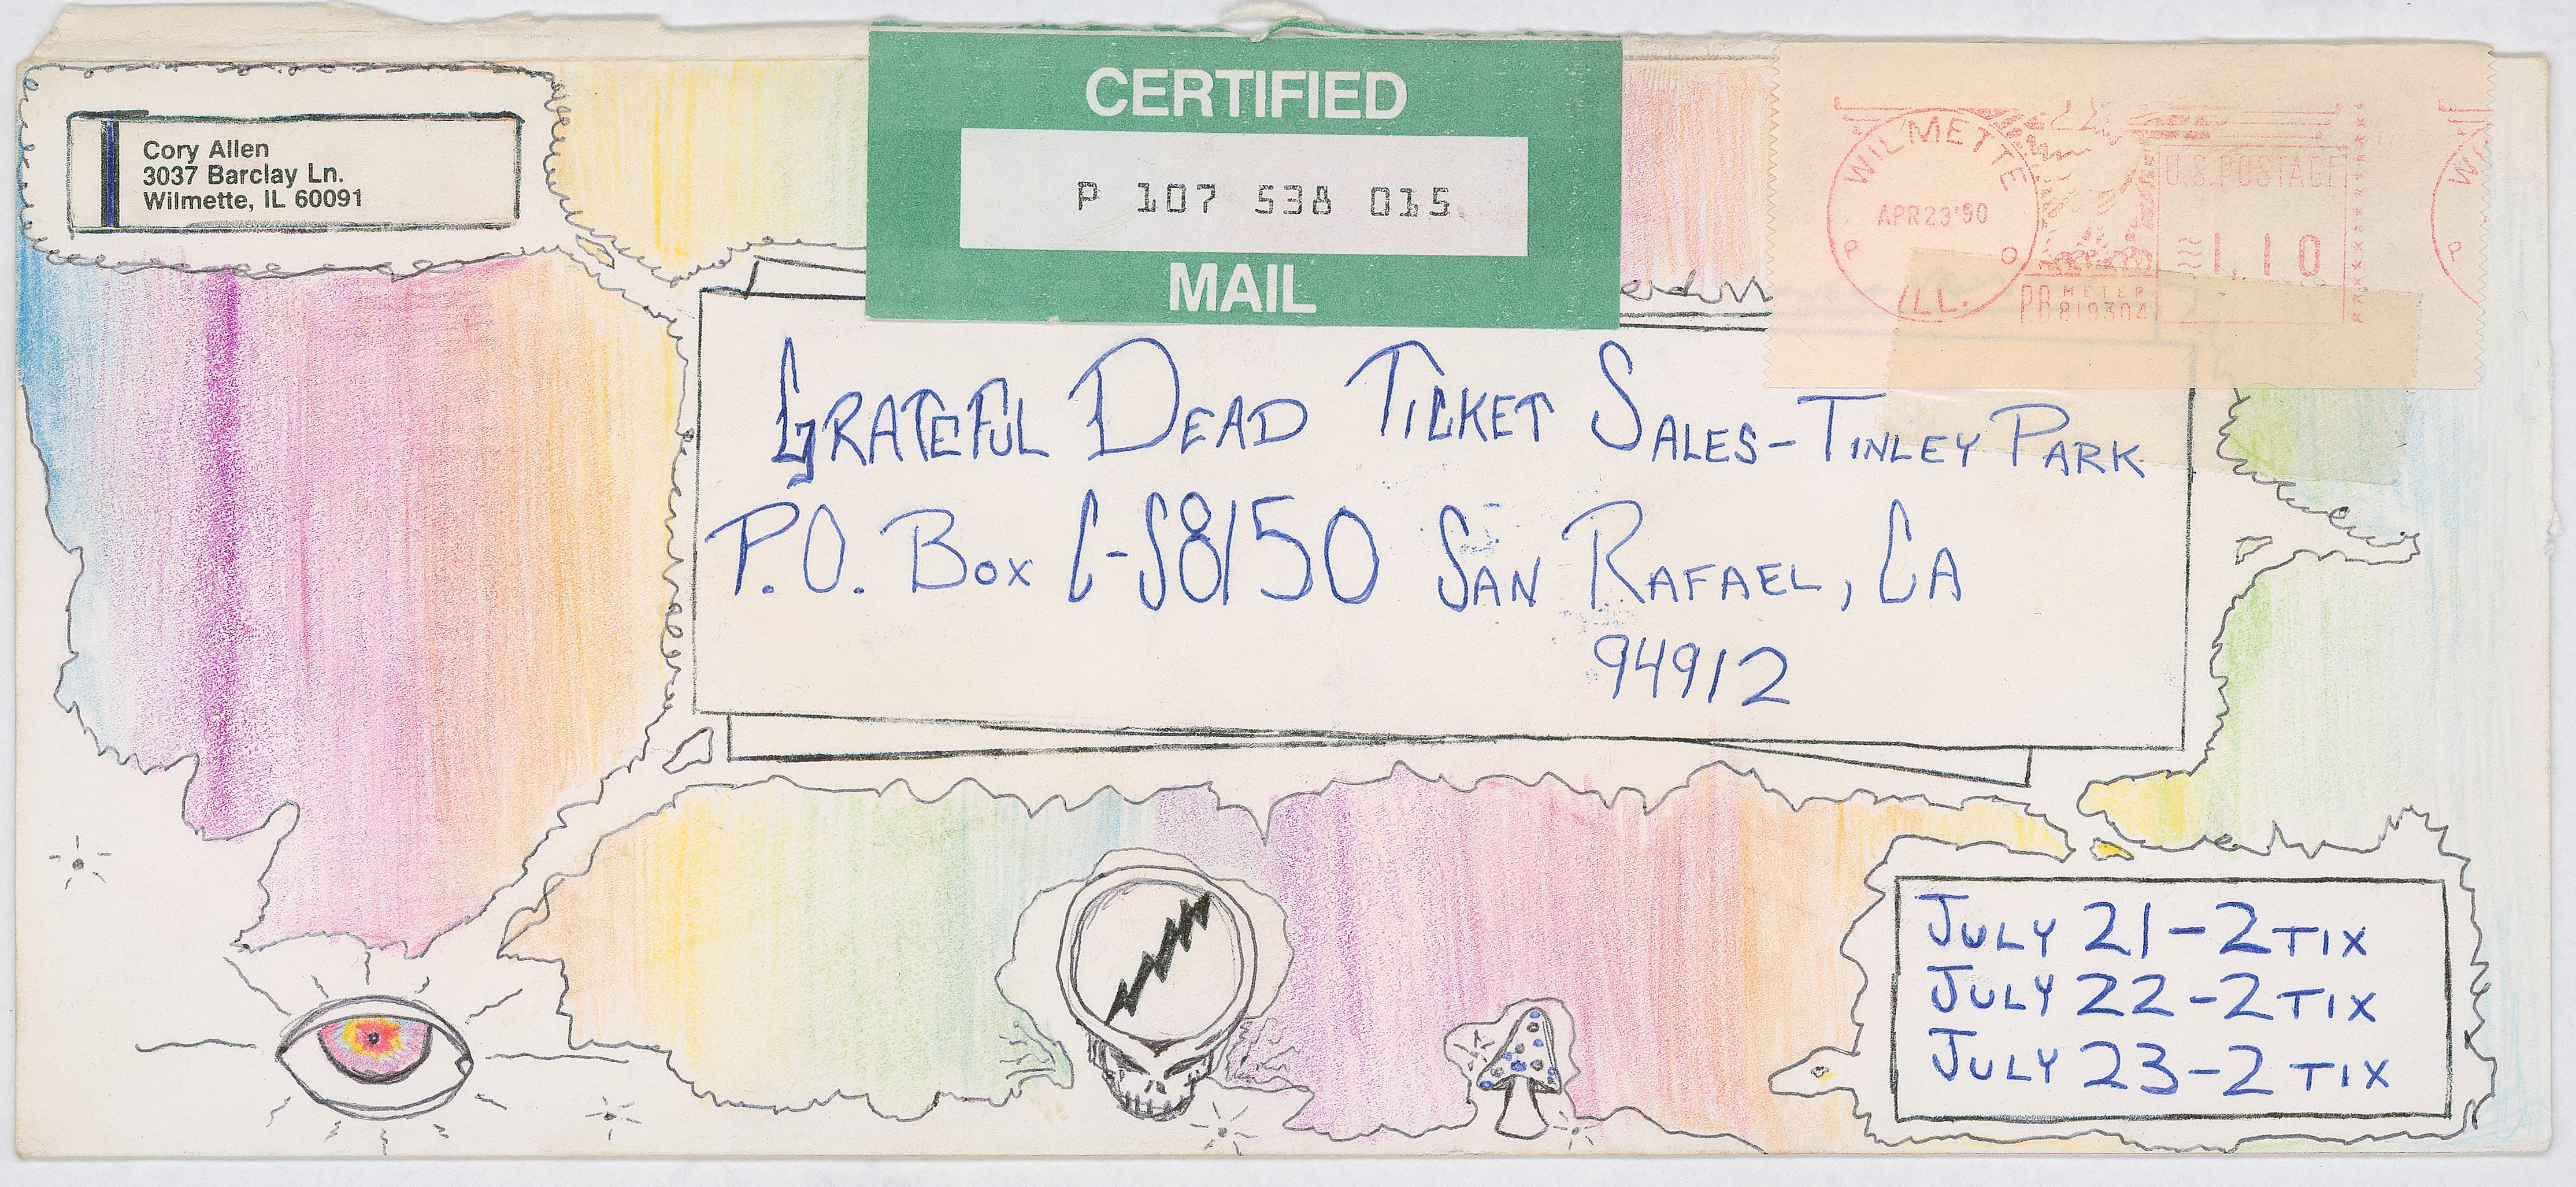 Cory Allen
3037 Barclay Ln.
Wilmette, IL 60091
CERTIFIED
P 107 538 015
MAIL
WILMETTE
APR 23 '90
P O
ILL.
U.S. POSTAGE
1.10
PB METER
819304
W
P
GRATEFUL DEAD TICKET SALES-TINLEY PARK
P.O. BOX C-S8150 SAN RAFAEL, CA
94912
JULY 21-2 TIX
JULY 22-2 TIX
JULY 23-2 TIX